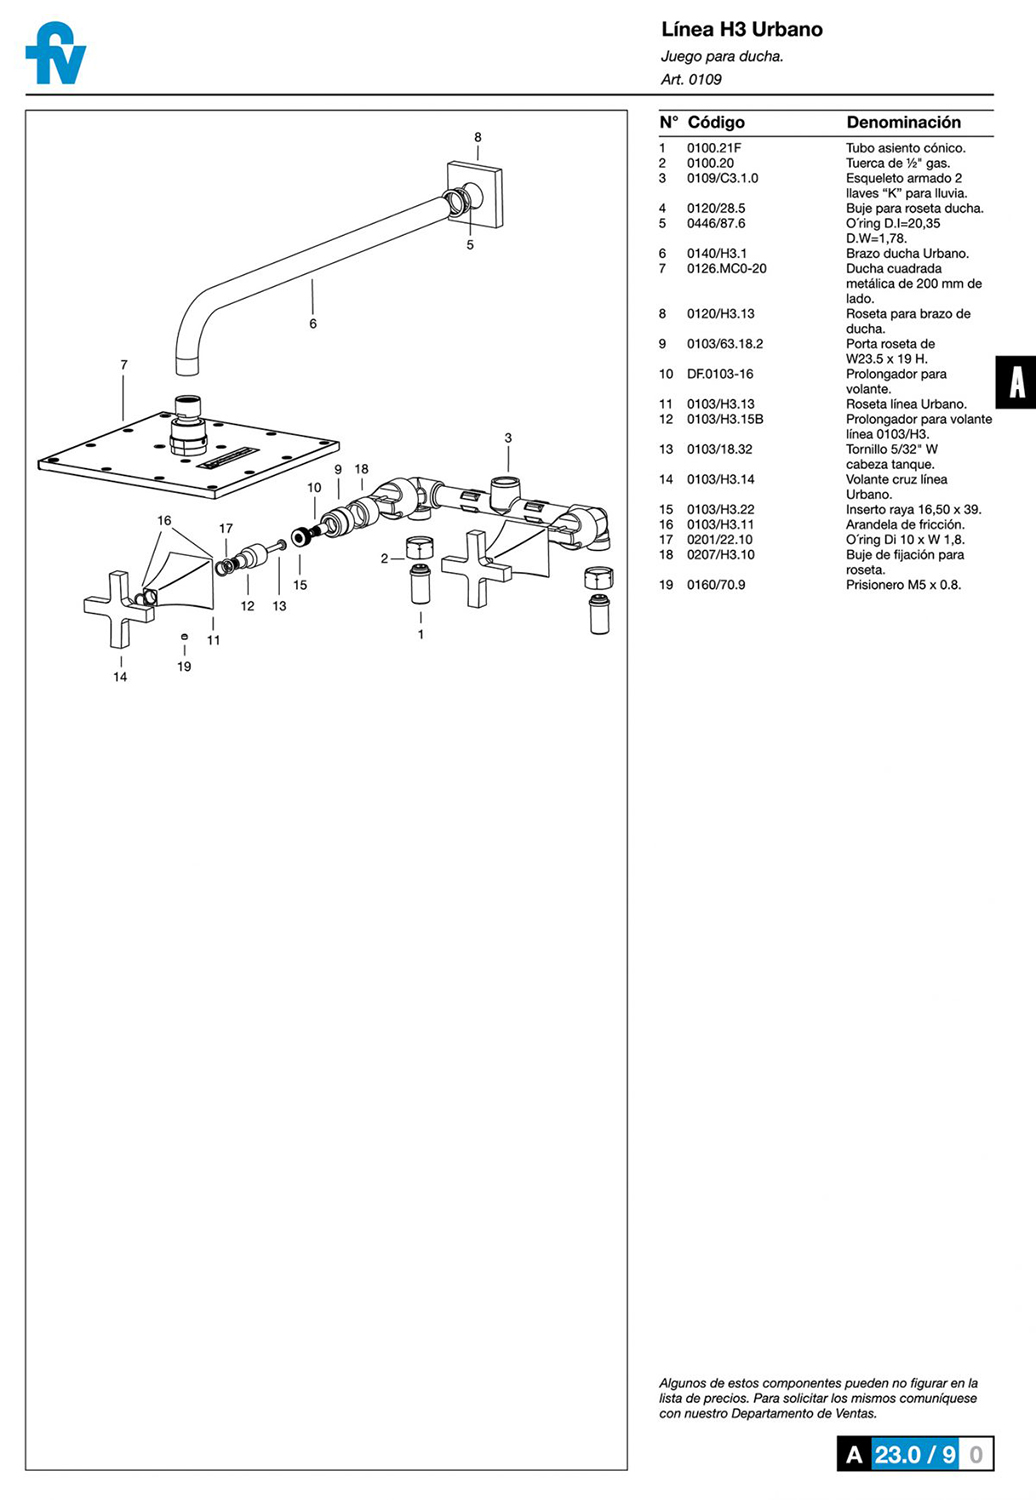 fv
Línea H3 Urbano
Juego para ducha.
Art. 0109
N° Código Denominación
1 0100.21F Tubo asiento cónico.
2 0100.20 Tuerca de ½" gas.
3 0109/C3.1.0 Esqueleto armado 2
llaves “K” para lluvia.
4 0120/28.5 Buje para roseta ducha.
5 0446/87.6 O´ring D.I=20,35
D.W=1,78.
6 0140/H3.1 Brazo ducha Urbano.
7 0126.MC0-20 Ducha cuadrada
metálica de 200 mm de
lado.
8 0120/H3.13 Roseta para brazo de
ducha.
9 0103/63.18.2 Porta roseta de
W23.5 x 19 H.
10 DF.0103-16 Prolongador para
volante.
11 0103/H3.13 Roseta línea Urbano.
12 0103/H3.15B Prolongador para volante
línea 0103/H3.
13 0103/18.32 Tornillo 5/32" W
cabeza tanque.
14 0103/H3.14 Volante cruz línea
Urbano.
15 0103/H3.22 Inserto raya 16,50 x 39.
16 0103/H3.11 Arandela de fricción.
17 0201/22.10 O´ring Di 10 x W 1,8.
18 0207/H3.10 Buje de fijación para
roseta.
19 0160/70.9 Prisionero M5 x 0.8.
8
5
6
7
3
9 18
10
16
17
2
15
12 13
1
11
19
14
A
Algunos de estos componentes pueden no figurar en la
lista de precios. Para solicitar los mismos comuníquese
con nuestro Departamento de Ventas.
A 23.0 / 9 0